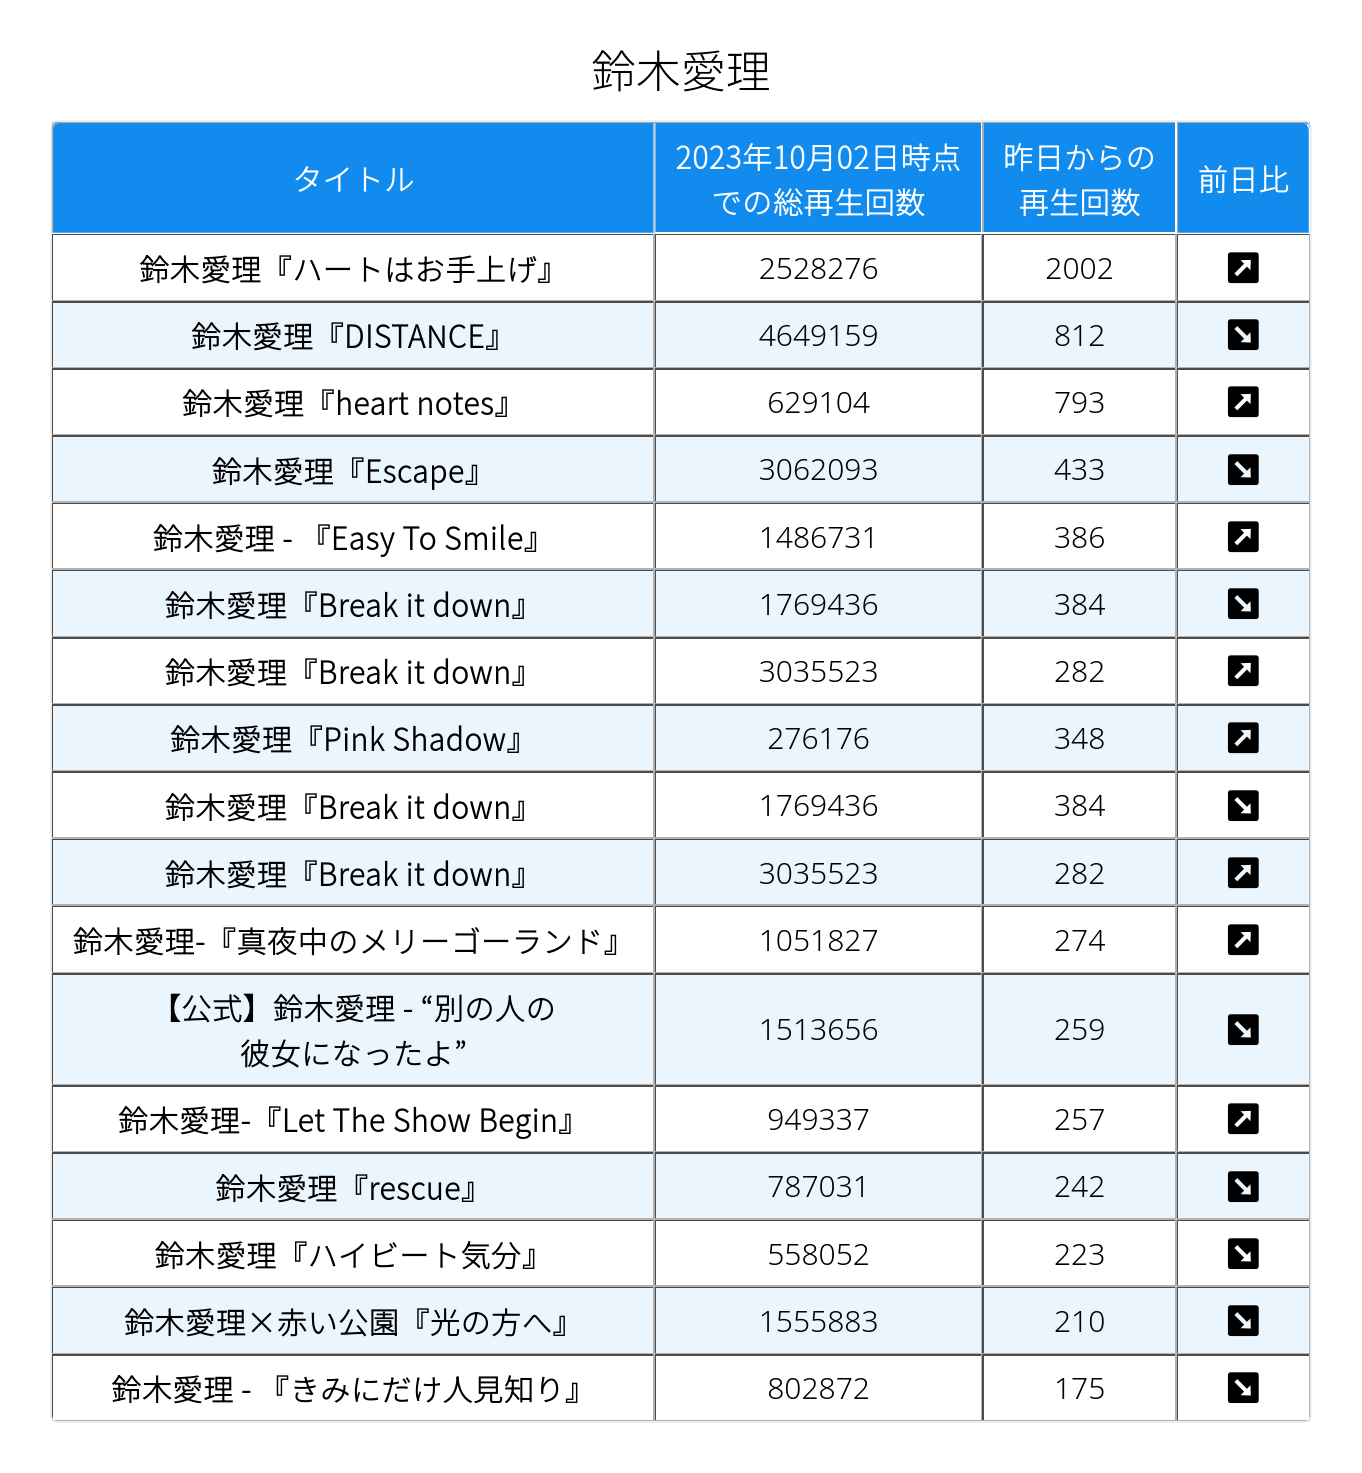 鈴木愛理
タイトル
2023年10月02日時点
での総再生回数
昨日からの
再生回数
前日比
鈴木愛理『ハートはお手上げ』 2528276 2002 ↗
鈴木愛理『DISTANCE』 4649159 812 ↘
鈴木愛理『heart notes』 629104 793 ↗
鈴木愛理『Escape』 3062093 433 ↘
鈴木愛理 - 『Easy To Smile』 1486731 386 ↗
鈴木愛理『Break it down』 1769436 384 ↘
鈴木愛理『Break it down』 3035523 282 ↗
鈴木愛理『Pink Shadow』 276176 348 ↗
鈴木愛理『Break it down』 1769436 384 ↘
鈴木愛理『Break it down』 3035523 282 ↗
鈴木愛理-『真夜中のメリーゴーランド』 1051827 274 ↗
【公式】鈴木愛理 - “別の人の
彼女になったよ” 1513656 259 ↘
鈴木愛理-『Let The Show Begin』 949337 257 ↗
鈴木愛理『rescue』 787031 242 ↘
鈴木愛理『ハイビート気分』 558052 223 ↘
鈴木愛理×赤い公園『光の方へ』 1555883 210 ↘
鈴木愛理 - 『きみにだけ人見知り』 802872 175 ↘